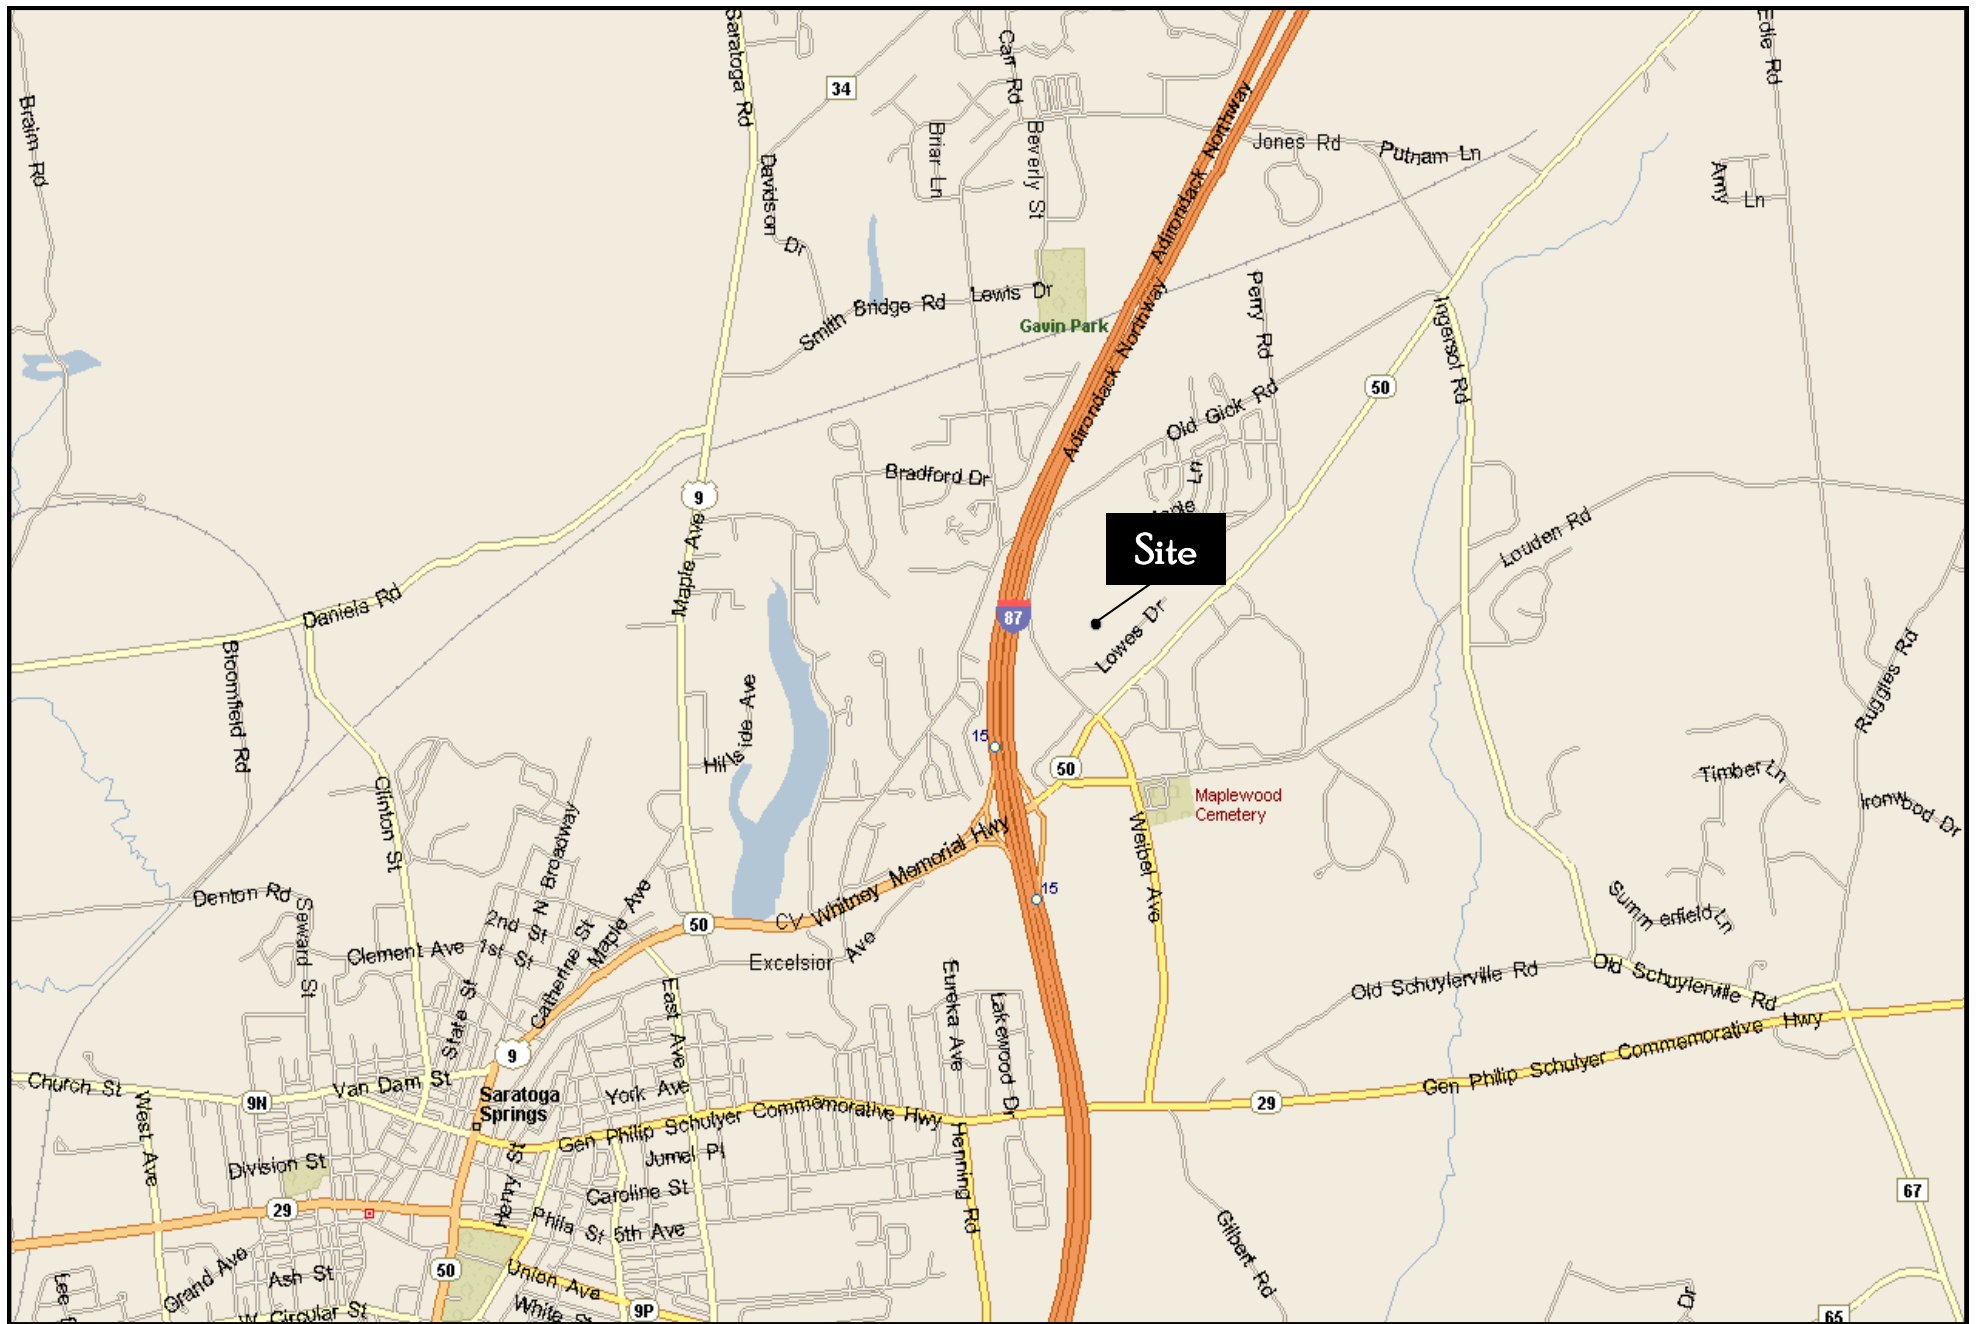 Saratoga Rd
Carr Rd
Edie Rd
34
Adirondack Northway
Braim Rd
Briar Ln
Beverly St
Jones Rd
Putnam Ln
Davidson Dr
Amy Ln
Smith Bridge Rd
Lewis Dr
Gavin Park
Adirondack Northway
Perry Rd
Ingersol Rd
50
Old Gick Rd
Bradford Dr
Ln
9
Maple Ave
Louden Rd
Site
87
Daniels Rd
Lowes Dr
Bloomfield Rd
Ruggles Rd
Hillside Ave
15
50
Timber Ln
Clinton St
Maplewood
Cemetery
Ironwood Dr
CV Whitney Memorial Hwy
Weibel Ave
N Broadway
Denton Rd
Seward St
15
Summerfield Ln
2nd St
Maple Ave
50
Clement Ave
1st St
Catherine St
Excelsior Ave
State St
East Ave
Eureka Ave
Lakewood Dr
Old Schuylerville Rd
Old Schuylerville Rd
9
Gen Philip Schulyer Commemorative Hwy
Church St
Van Dam St
9N
West Ave
Saratoga
Springs
York Ave
29
Gen Philip Schulyer Commemorative Hwy
Henning Rd
Henry St
Jumel Pl
Division St
Caroline St
67
29
Phila St
5th Ave
Gilbert Rd
Grand Ave
Ash St
50
Union Ave
Lee
W Circular St
White St
9P
Dr
65